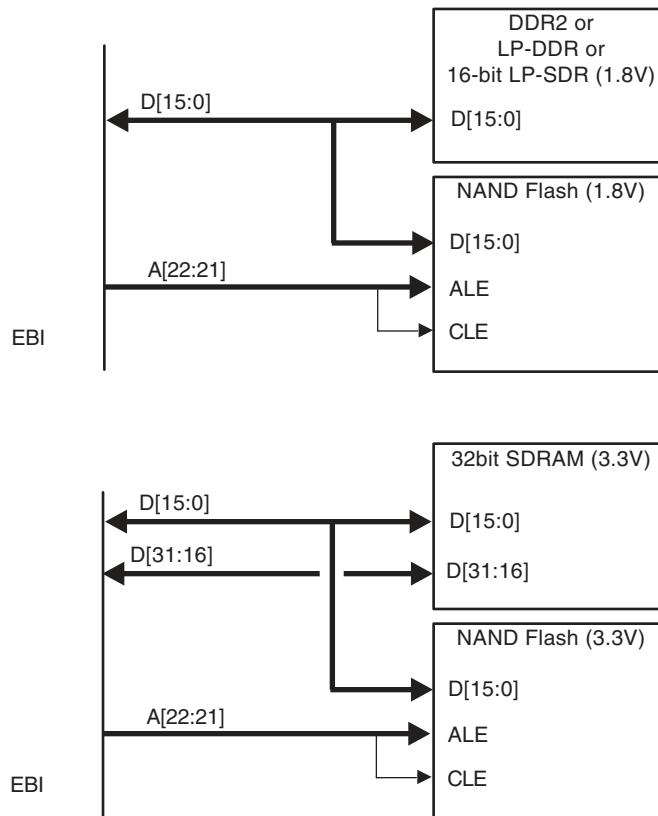 DDR2 or
LP-DDR or
16-bit LP-SDR (1.8V)
D[15:0]
D[15:0]
NAND Flash (1.8V)
D[15:0]
A[22:21]
ALE
EBI
CLE
32bit SDRAM (3.3V)
D[15:0]
D[15:0]
D[31:16]
D[31:16]
NAND Flash (3.3V)
D[15:0]
A[22:21]
ALE
EBI
CLE